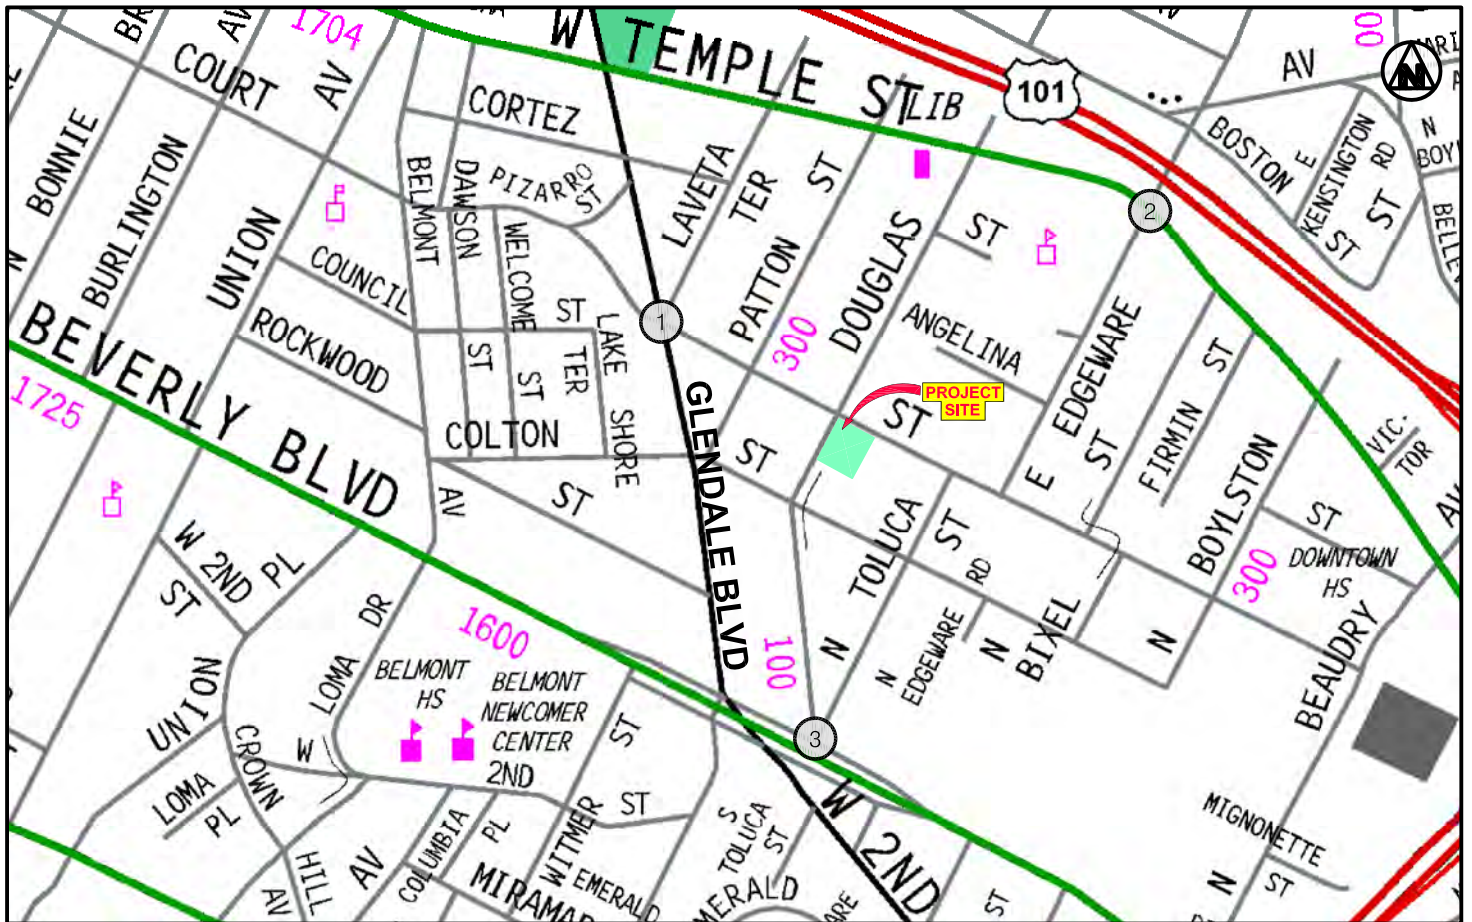 1704
AV
W TEMPLE ST
LIB
101
00
AV
N
COURT
AV
CORTEZ
BONNIE
BURLINGTON
UNION
BELMONT
DAWSON
PIZARRO
ST
WELCOME
LAVETA
TER
ST
PATTON
300
DOUGLAS
ST
2
BOSTON
E
KENSINGTON
RD
ST
ST
N
COUNCIL
ROCKWOOD
ST
1
LAKE
SHORE
TER
ST
ST
ANGELINA
EDGEWARE
ST
E
FIRMIN
ST
PROJECT
SITE
BEVERLY BLVD
1725
COLTON
ST
ST
ST
GLENDALE BLVD
AV
BOYLSTON
VIC-
TOR
ST
AV
300
DOWNTOWN
HS
TOLUCA
ST
RD
N
N
EDGEWARE
N
BIXEL
N
BEAUDRY
W 2ND
PL
ST
DR
LOMA
1600
100
BELMONT
HS
BELMONT
NEWCOMER
CENTER
2ND
UNION
CROWN
W
LOMA
PL
HILL
AV
AV
COLUMBIA
PL
WITMER
ST
ST
EMERALD
S
TOLUCA
ST
3
W 2ND
ST
MIGNONETTE
ST
N